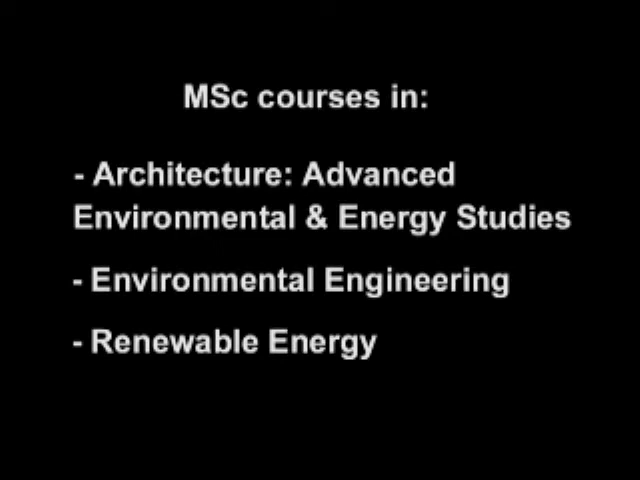 MSc courses in:
- Architecture: Advanced
Environmental & Energy Studies
- Environmental Engineering
- Renewable Energy